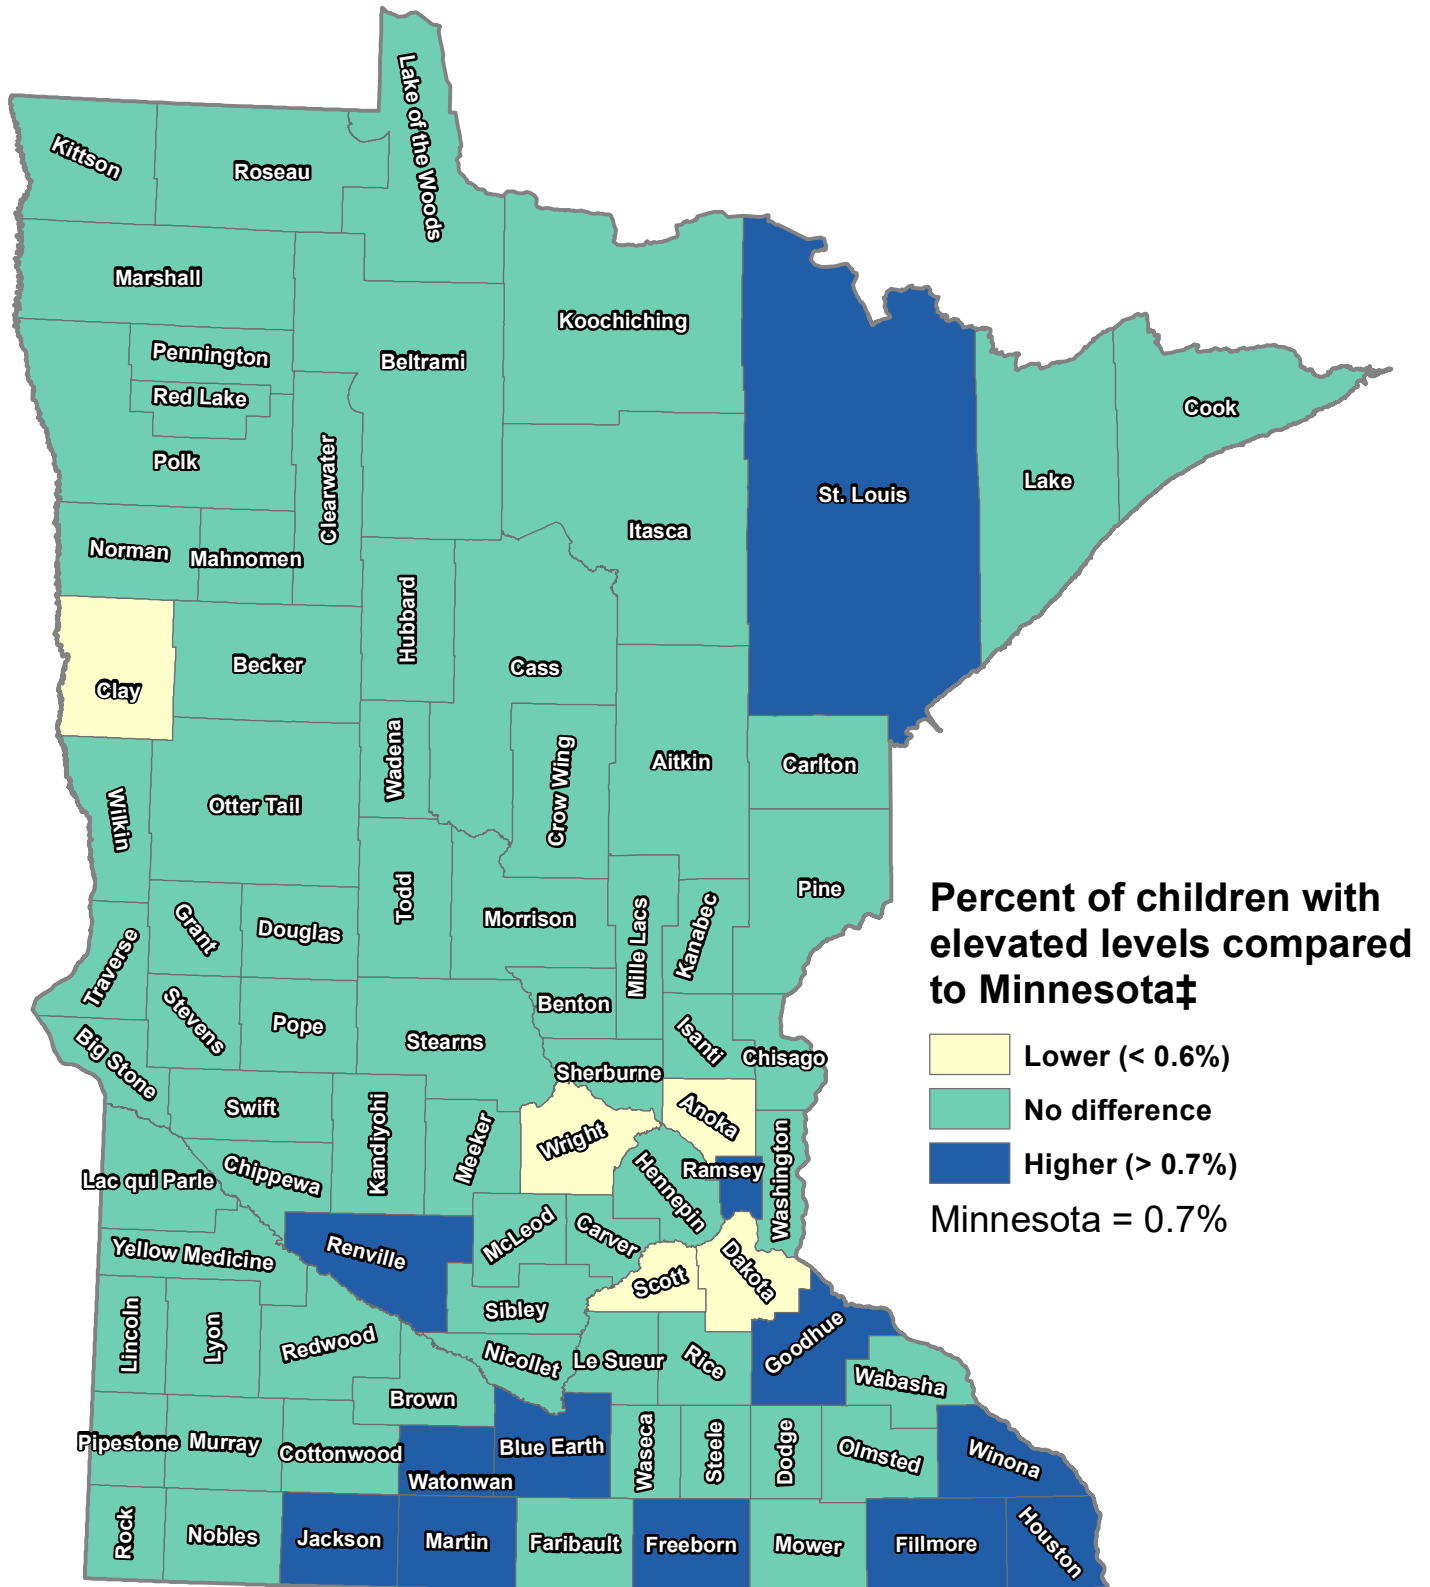 Lake of the Woods
Kittson
Roseau
Marshall
Koochiching
Pennington
Beltrami
Red Lake
Cook
Polk
Clearwater
Lake
St. Louis
Itasca
Norman
Mahnomen
Hubbard
Becker
Cass
Clay
Wadena
Aitkin
Carlton
Crow Wing
Otter Tail
Wilkin
Pine
Todd
Morrison
Grant
Douglas
Mille Lacs
Kanabec
Traverse
Benton
Stevens
Pope
Stearns
Isanti
Chisago
Big Stone
Sherburne
Swift
Anoka
Kandiyohi
Meeker
Wright
Ramsey
Washington
Lac qui Parle
Chippewa
Hennepin
McLeod
Carver
Yellow Medicine
Renville
Dakota
Scott
Sibley
Lincoln
Lyon
Redwood
Goodhue
Nicollet
Le Sueur
Rice
Wabasha
Brown
Pipestone
Murray
Cottonwood
Blue Earth
Waseca
Steele
Dodge
Olmsted
Winona
Watonwan
Rock
Nobles
Jackson
Martin
Faribault
Freeborn
Mower
Fillmore
Houston
Percent of children with
elevated levels compared
to Minnesota‡
Lower (< 0.6%)
No difference
Higher (> 0.7%)
Minnesota = 0.7%